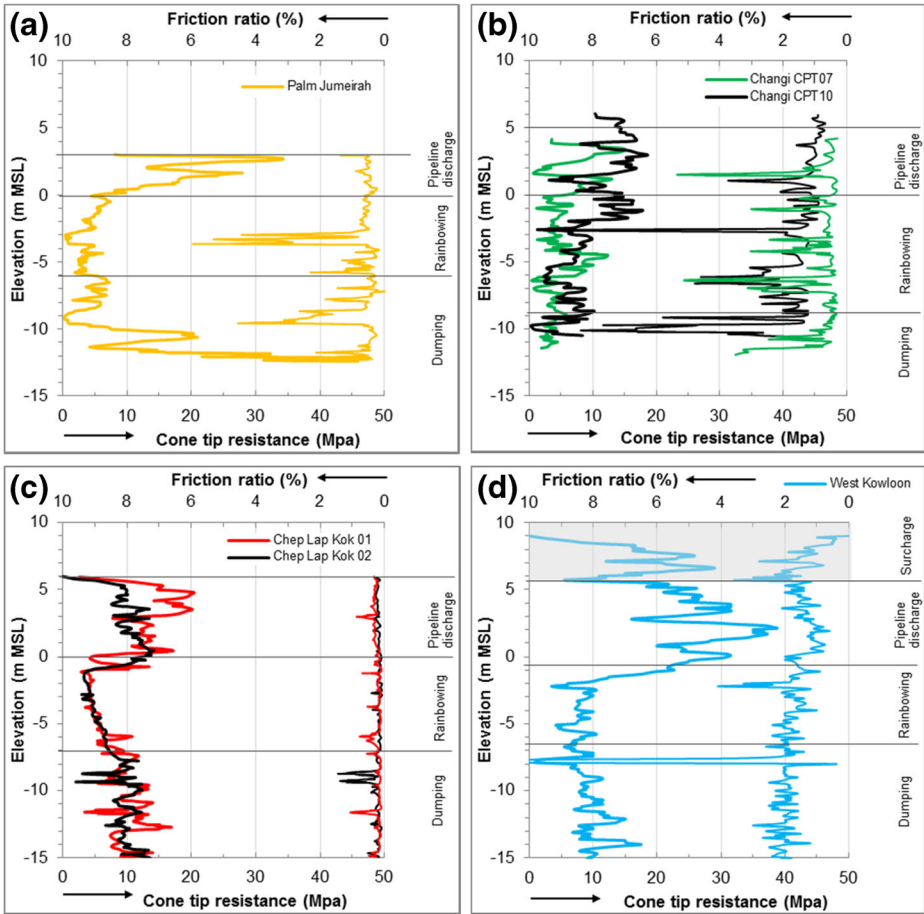 (a)
Friction ratio (%)
10 8 6 4 2 0
Palm Jumeirah
Elevation (m MSL)
10
5
0
-5
-10
-15
Pipeline
discharge
Rainbowing
Dumping
0 10 20 30 40 50
Cone tip resistance (Mpa)
(b)
Friction ratio (%)
10 8 6 4 2 0
Changi CPT07
Changi CPT10
Elevation (m MSL)
10
5
0
-5
-10
-15
Pipeline
discharge
Rainbowing
Dumping
0 10 20 30 40 50
Cone tip resistance (Mpa)
(c)
Friction ratio (%)
10 8 6 4 2 0
Chep Lap Kok 01
Chep Lap Kok 02
Elevation (m MSL)
10
5
0
-5
-10
-15
Pipeline
discharge
Rainbowing
Dumping
0 10 20 30 40 50
Cone tip resistance (Mpa)
(d)
Friction ratio (%)
West Kowloon
10 8 6 4 2 0
Elevation (m MSL)
10
5
0
-5
-10
-15
Surcharge
Pipeline
discharge
Rainbowing
Dumping
0 10 20 30 40 50
Cone tip resistance (Mpa)